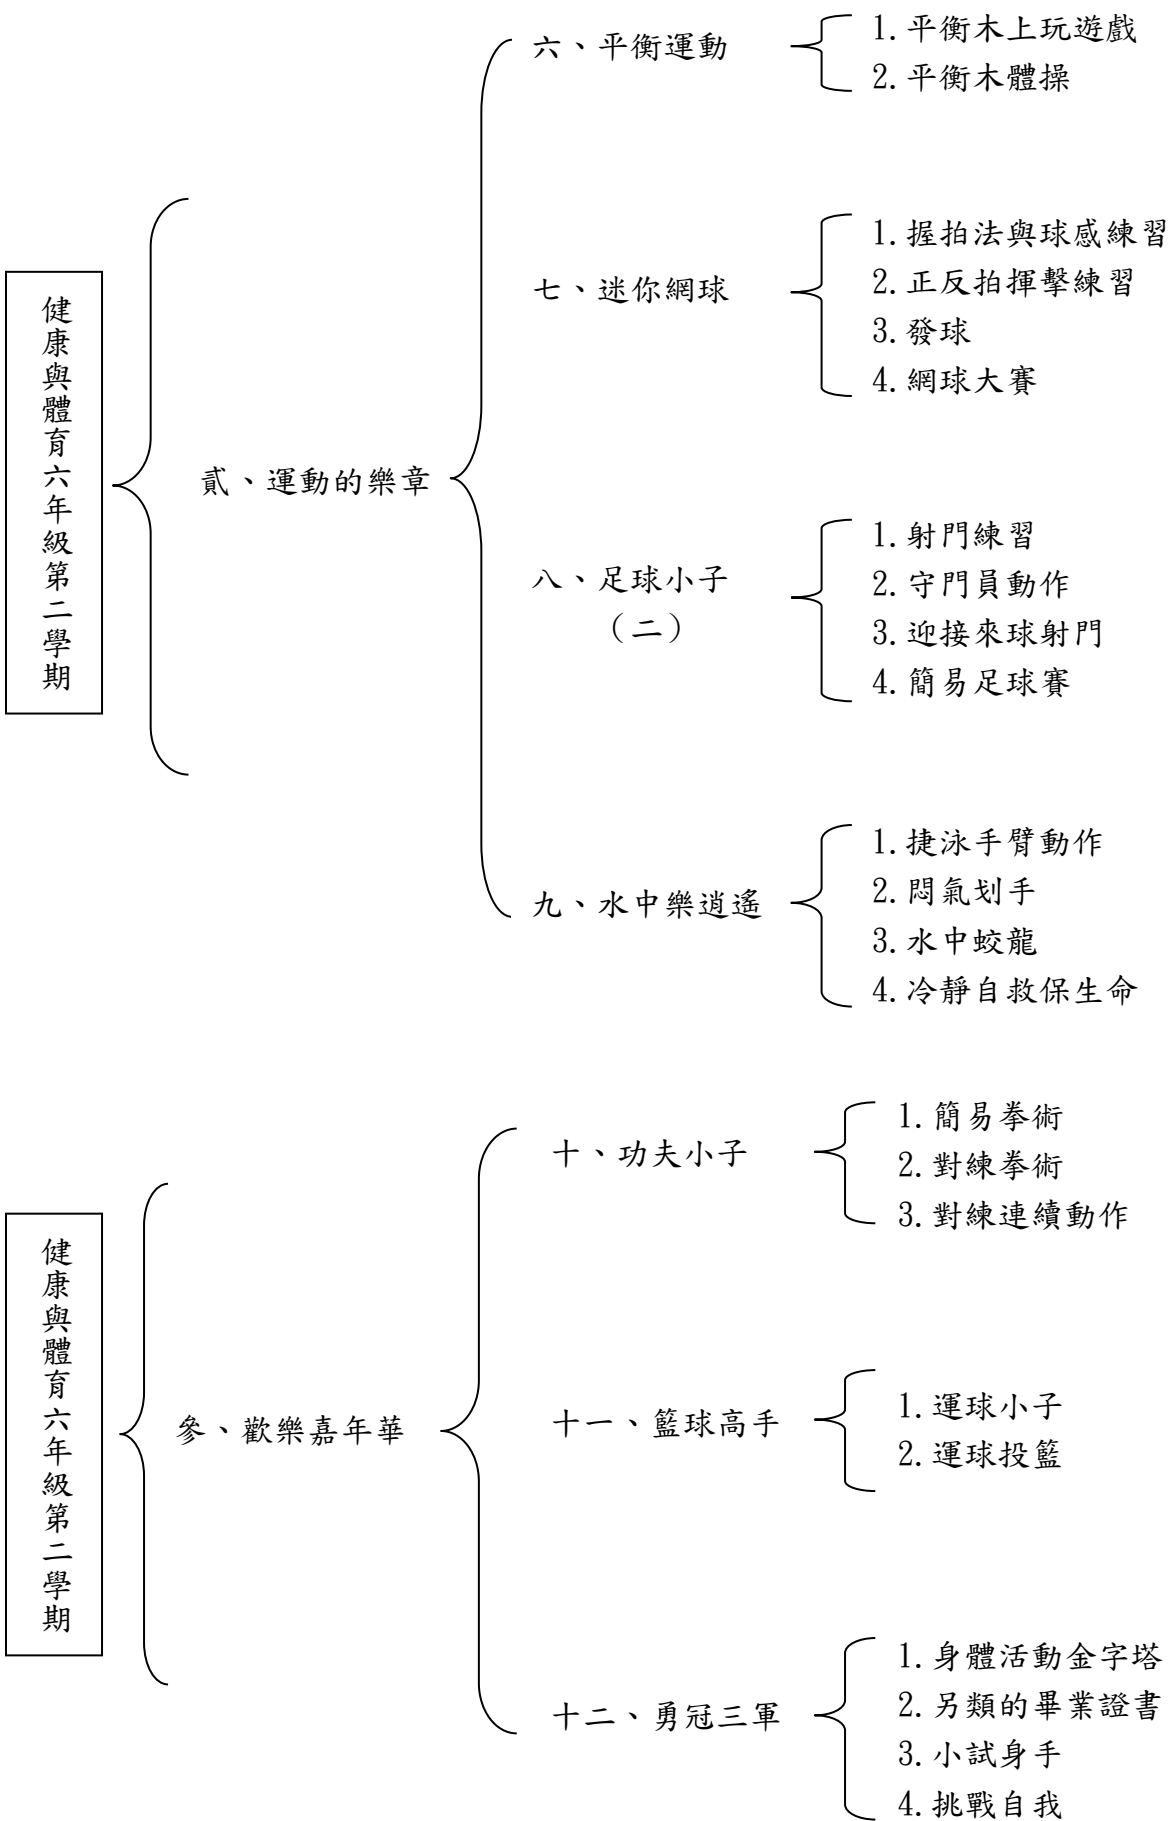 健康與體育六年級第二學期
貳、運動的樂章
六、平衡運動
1.平衡木上玩遊戲
2.平衡木體操
七、迷你網球
1.握拍法與球感練習
2.正反拍揮擊練習
3.發球
4.網球大賽
八、足球小子
(二)
1.射門練習
2.守門員動作
3.迎接來球射門
4.簡易足球賽
九、水中樂逍遙
1.捷泳手臂動作
2.悶氣划手
3.水中蛟龍
4.冷靜自救保生命
健康與體育六年級第二學期
參、歡樂嘉年華
十、功夫小子
1.簡易拳術
2.對練拳術
3.對練連續動作
十一、籃球高手
1.運球小子
2.運球投籃
十二、勇冠三軍
1.身體活動金字塔
2.另類的畢業證書
3.小試身手
4.挑戰自我